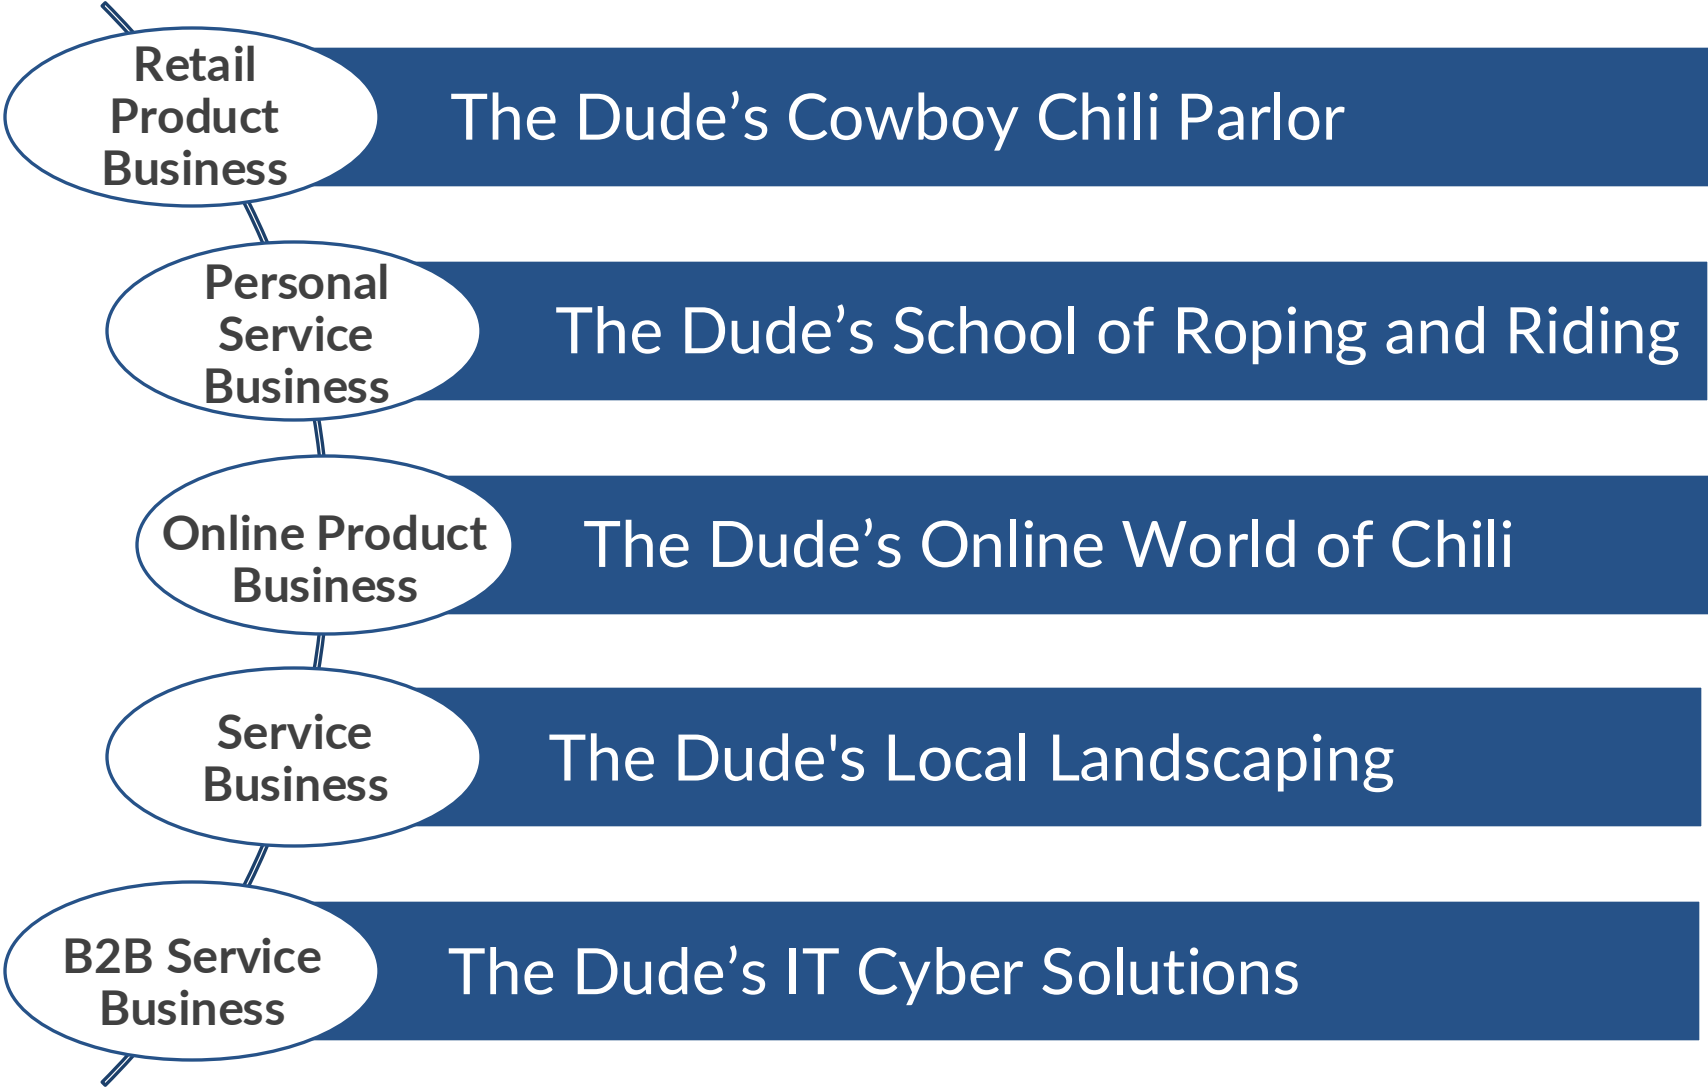 Retail
Product
Business
The Dude’s Cowboy Chili Parlor
Personal
Service
Business
The Dude’s School of Roping and Riding
Online Product
Business
The Dude’s Online World of Chili
Service
Business
The Dude's Local Landscaping
B2B Service
Business
The Dude’s IT Cyber Solutions